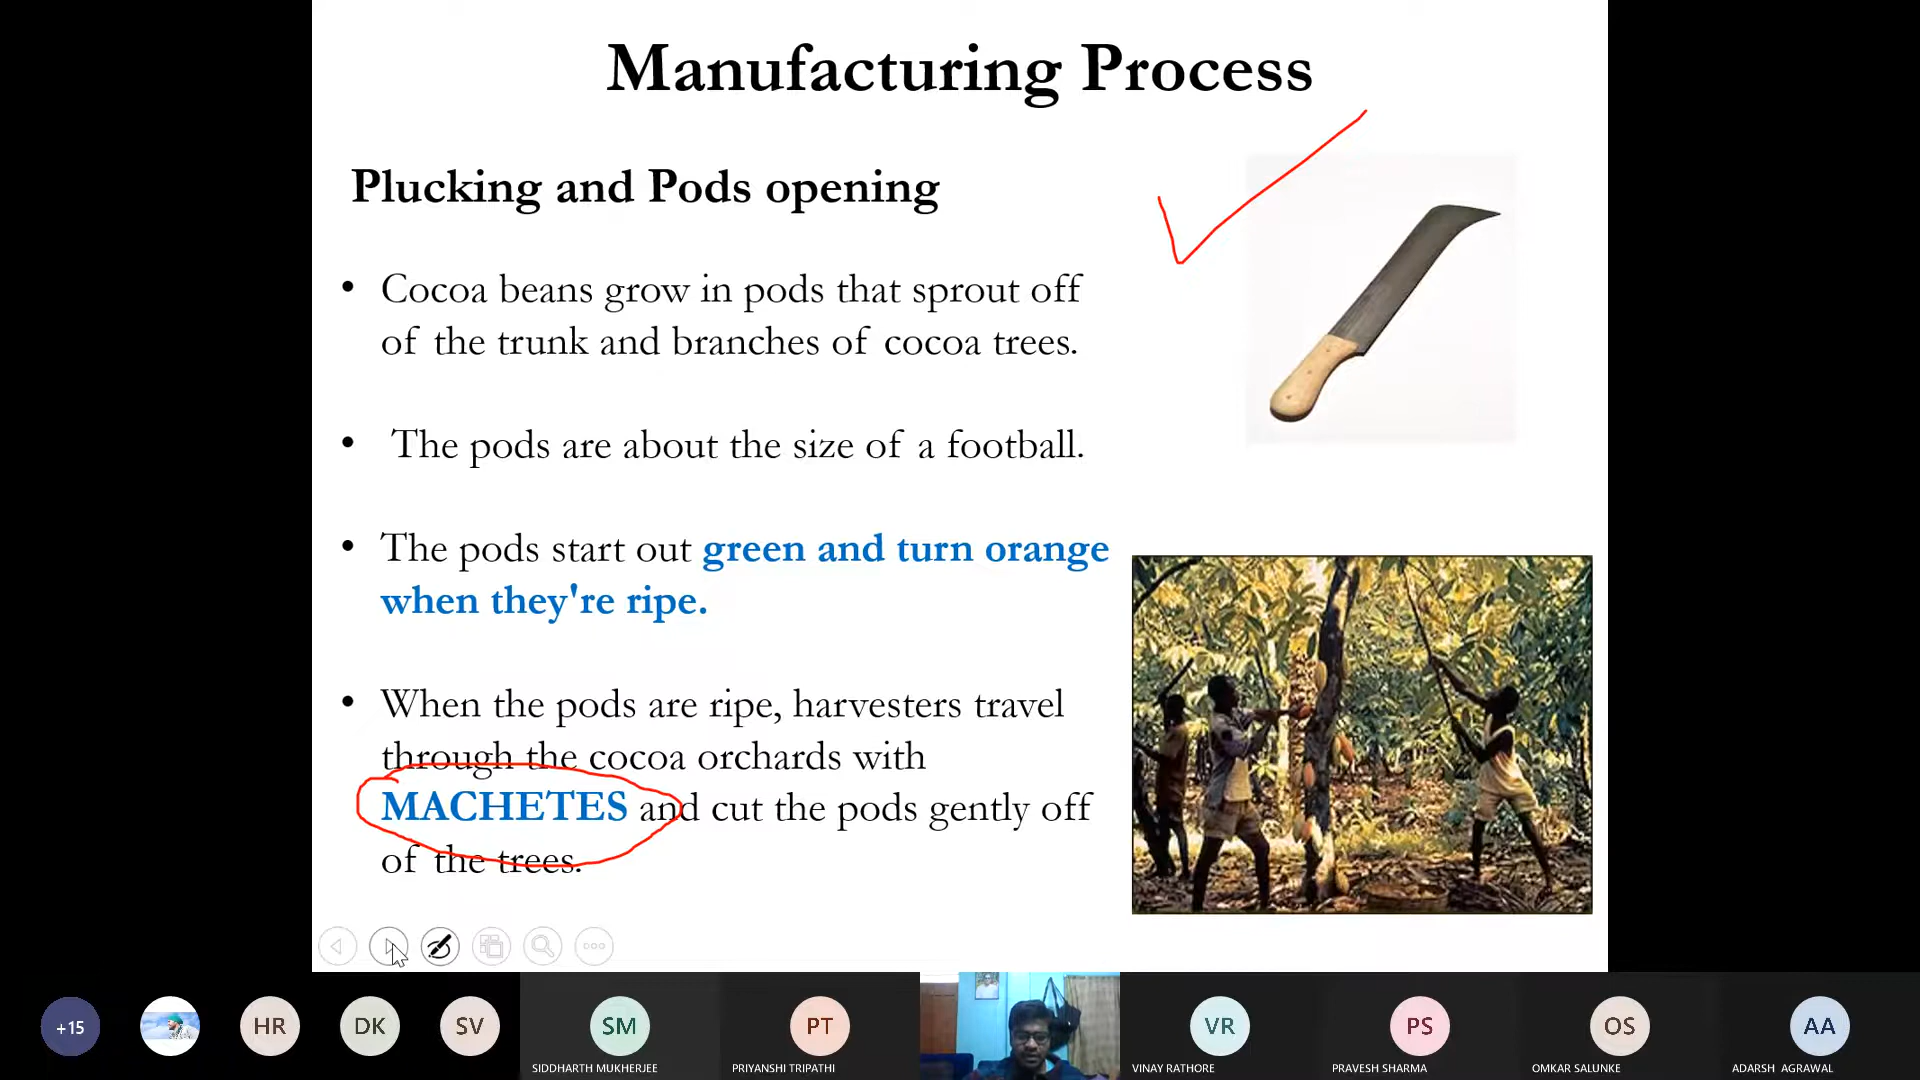 Manufacturing Process
Plucking and Pods opening
• Cocoa beans grow in pods that sprout off
of the trunk and branches of cocoa trees.
• The pods are about the size of a football.
• The pods start out green and turn orange
when they're ripe.
• When the pods are ripe, harvesters travel
through the cocoa orchards with
MACHETES and cut the pods gently off
of the trees.
+15
HR
DK
SV
SM
PT
VR
PS
OS
AA
SIDDHARTH MUKHERJEE
PRIYANSHI TRIPATHI
VINAY RATHORE
PRAVESH SHARMA
OMKAR SALUNKE
ADARSH AGRAWAL